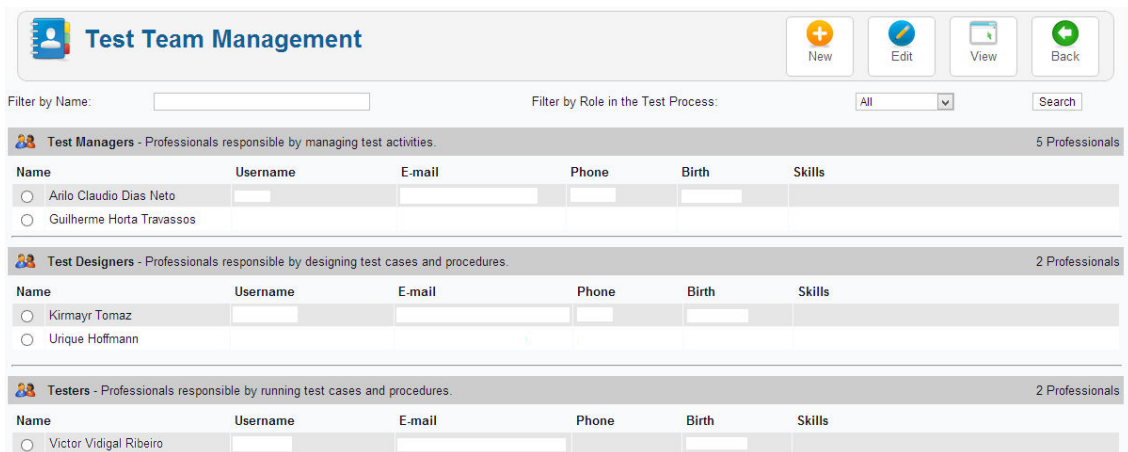 Test Team Management
New Edit View Back
Filter by Name: Filter by Role in the Test Process: All Search
Test Managers - Professionals responsible by managing test activities. 5 Professionals
Name Username E-mail Phone Birth Skills
Arilo Claudio Dias Neto
Guilherme Horta Travassos
Test Designers - Professionals responsible by designing test cases and procedures. 2 Professionals
Name Username E-mail Phone Birth Skills
Kirmayr Tomaz
Urique Hoffmann
Testers - Professionals responsible by running test cases and procedures. 2 Professionals
Name Username E-mail Phone Birth Skills
Victor Vidigal Ribeiro